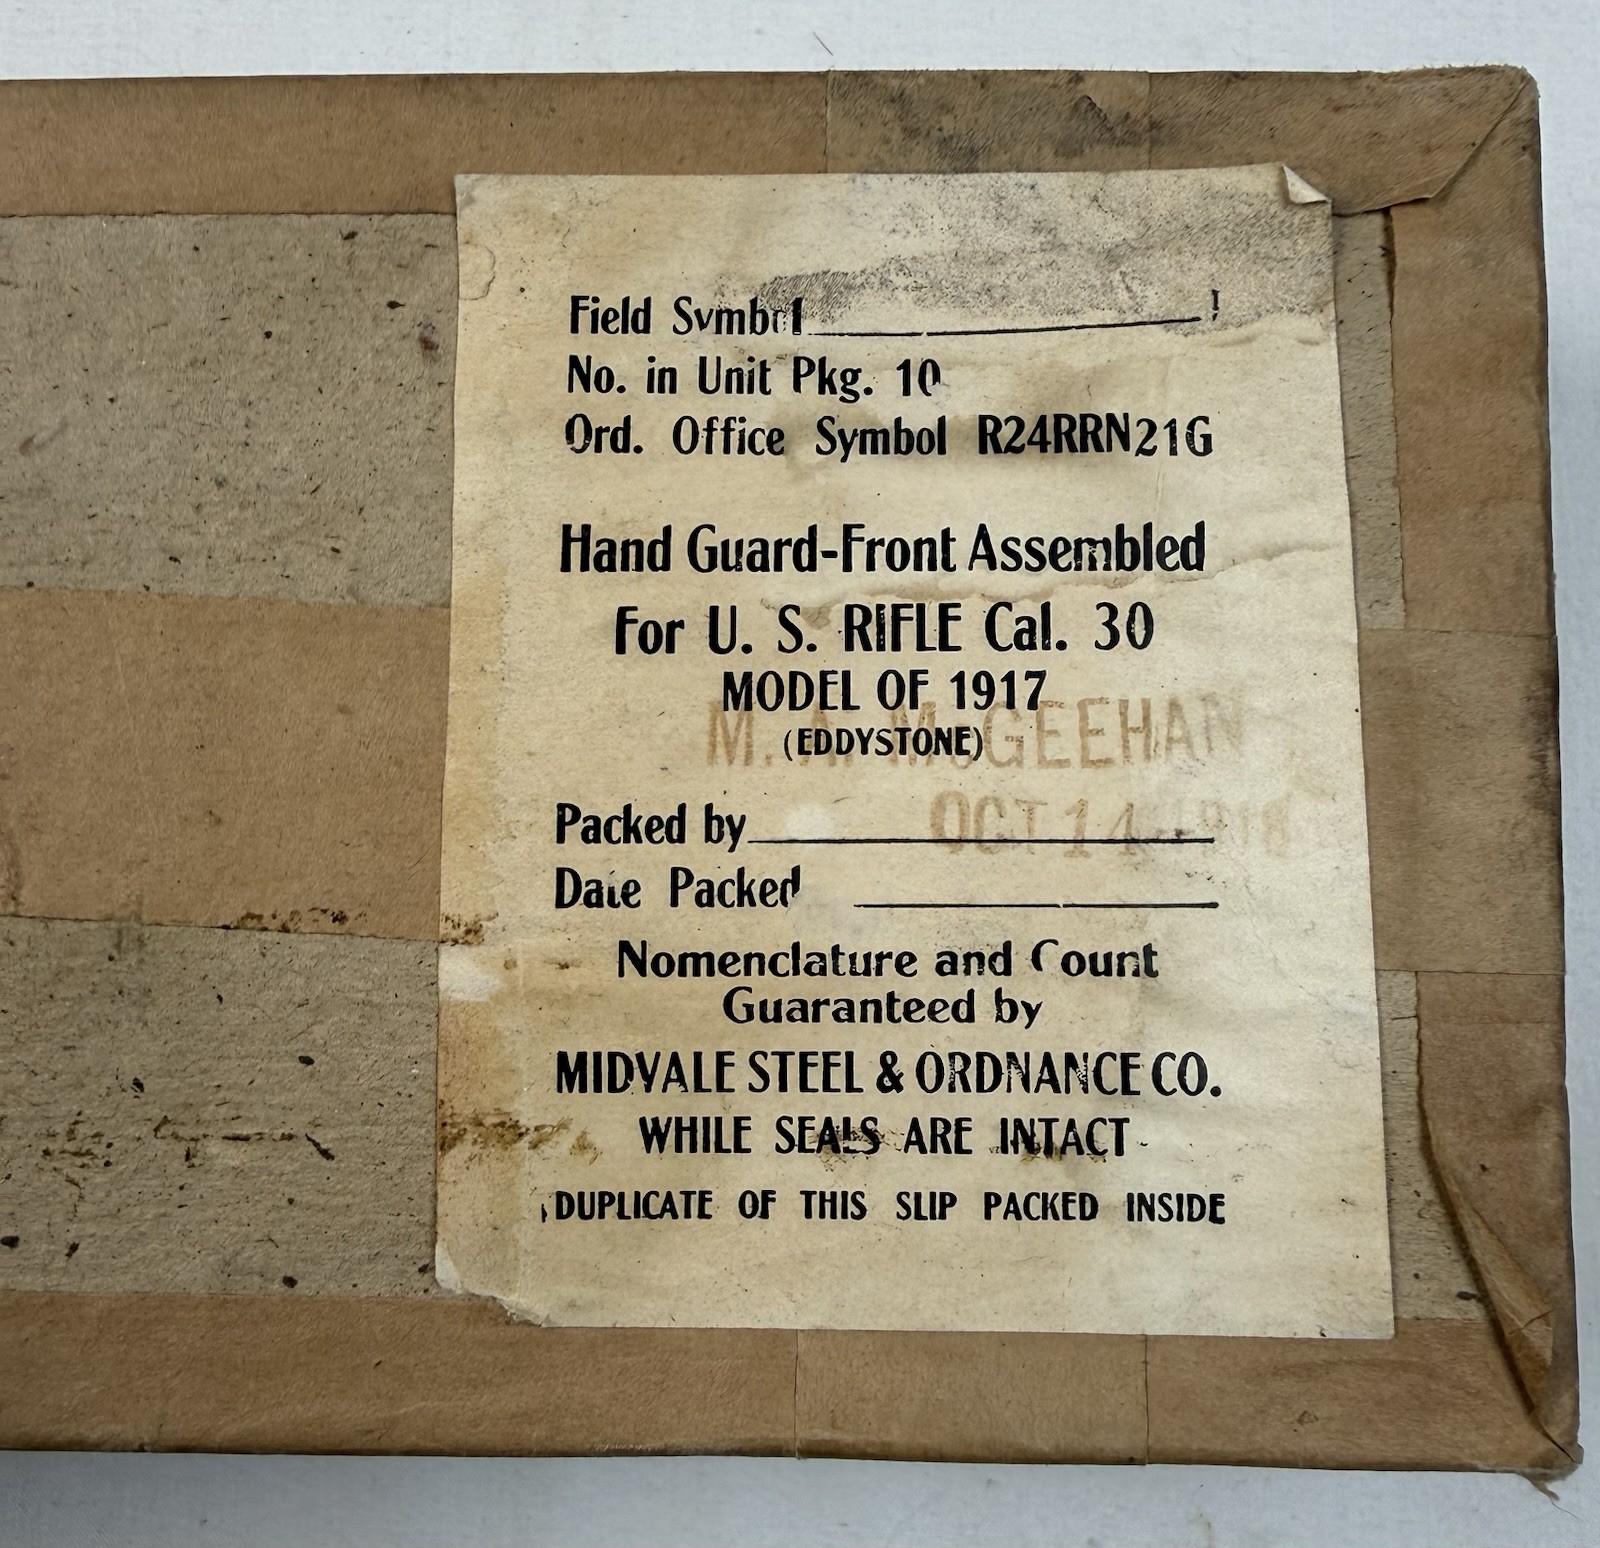 Field Symbol
No. in Unit Pkg. 10
Ord. Office Symbol R24RRN21G
Hand Guard-Front Assembled
For U. S. RIFLE Cal. 30
MODEL OF 1917
M. A. McGEEHAN
(EDDYSTONE)
Packed by
OCT 14 1918
Date Packed
Nomenclature and Count
Guaranteed by
MIDVALE STEEL & ORDNANCE CO.
WHILE SEALS ARE INTACT
DUPLICATE OF THIS SLIP PACKED INSIDE